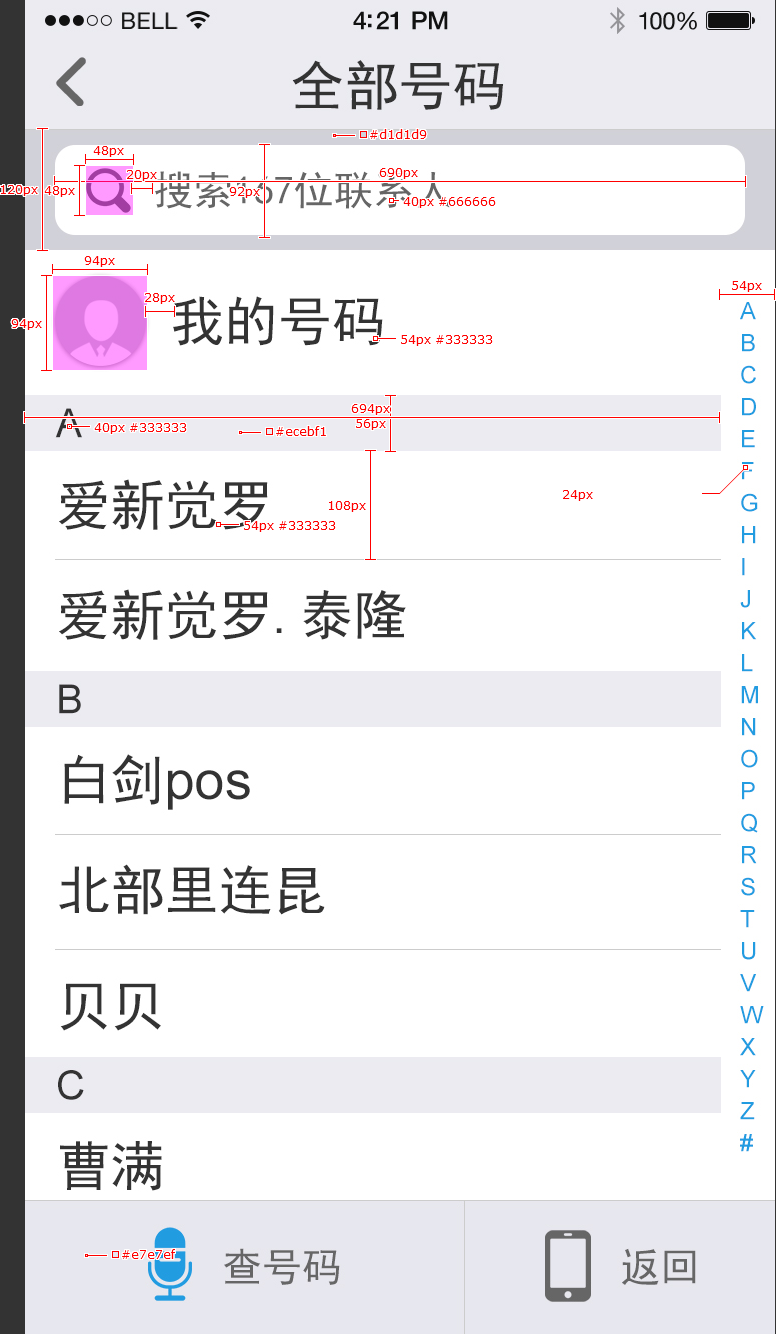 BELL 4:21 PM 100%
全部号码
#d1d1d9
48px
120px 48px 20px 搜索167位联系人 92px 690px
40px #666666
94px
94px 28px 我的号码 54px
54px #333333
A
B
C
D
E
F
G
H
I
J
K
L
M
N
O
P
Q
R
S
T
U
V
W
X
Y
Z
#
24px
694px
A 40px #333333 #ecebf1 56px
爱新觉罗 108px
54px #333333
爱新觉罗. 泰隆
B
白剑pos
北部里连昆
贝贝
C
曹满
#e7e7ef 查号码 返回